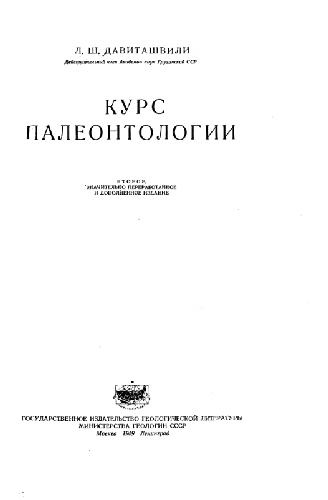 Л. Ш. ДАВИТАШВИЛИ
Действительный член Академии наук Грузинской ССР
КУРС
ПАЛЕОНТОЛОГИИ
ВТОРОЕ,
ЗНАЧИТЕЛЬНО ПЕРЕРАБОТАННОЕ
И ДОПОЛНЕННОЕ ИЗДАНИЕ
ГОСУДАРСТВЕННОЕ ИЗДАТЕЛЬСТВО ГЕОЛОГИЧЕСКОЙ ЛИТЕРАТУРЫ
МИНИСТЕРСТВА ГЕОЛОГИИ СССР
Москва 1949 Ленинград